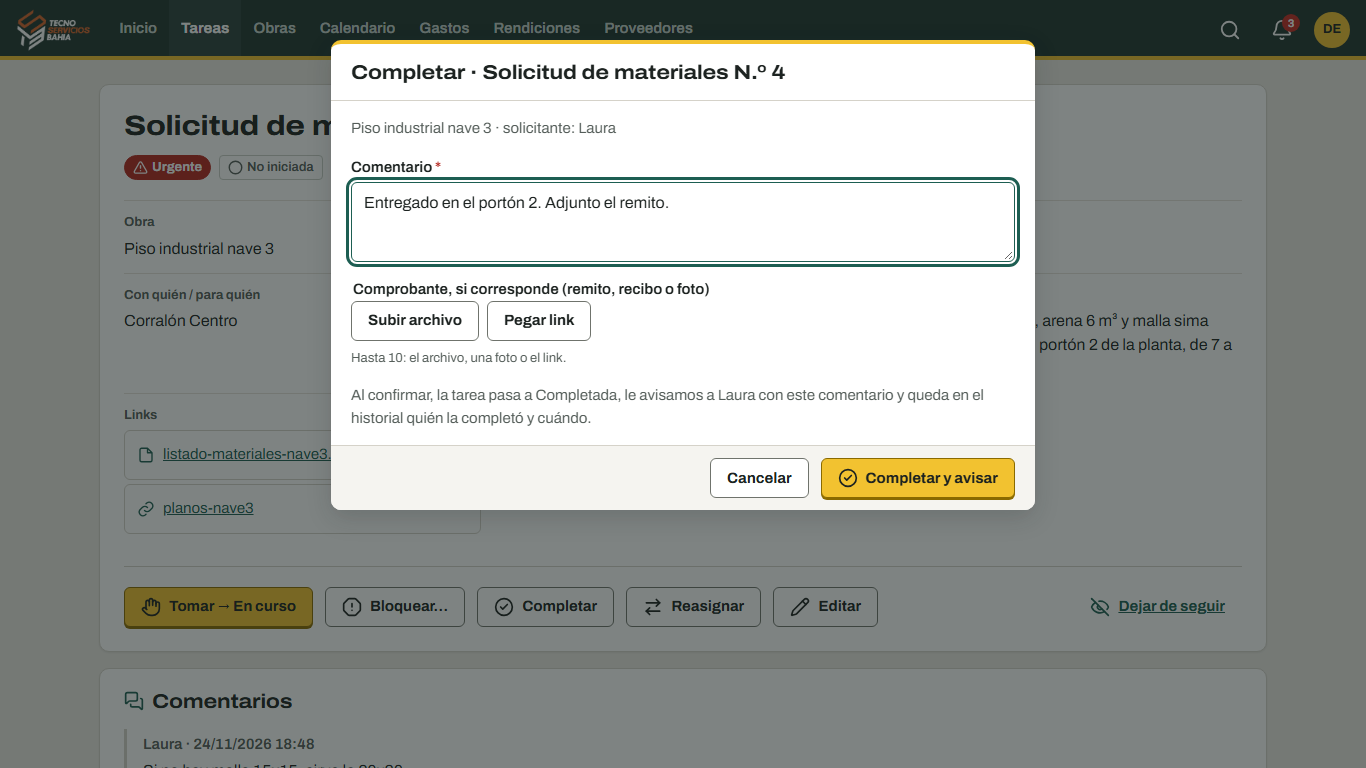 TECNO
SERVICIOS
BAHIA
Inicio
Tareas
Obras
Calendario
Gastos
Rendiciones
Proveedores
3
DE
Completar · Solicitud de materiales N.º 4
Piso industrial nave 3 · solicitante: Laura
Comentario *
Entregado en el portón 2. Adjunto el remito.
Comprobante, si corresponde (remito, recibo o foto)
Subir archivo
Pegar link
Hasta 10: el archivo, una foto o el link.
Al confirmar, la tarea pasa a Completada, le avisamos a Laura con este comentario y queda en el
historial quién la completó y cuándo.
Cancelar
Completar y avisar
Solicitud de
Urgente
No iniciada
Obra
Piso industrial nave 3
Con quién / para quién
Corralón Centro
, arena 6 m³ y malla sima
portón 2 de la planta, de 7 a
Links
listado-materiales-nave3.
planos-nave3
Tomar → En curso
Bloquear...
Completar
Reasignar
Editar
Dejar de seguir
Comentarios
Laura · 24/11/2026 18:48